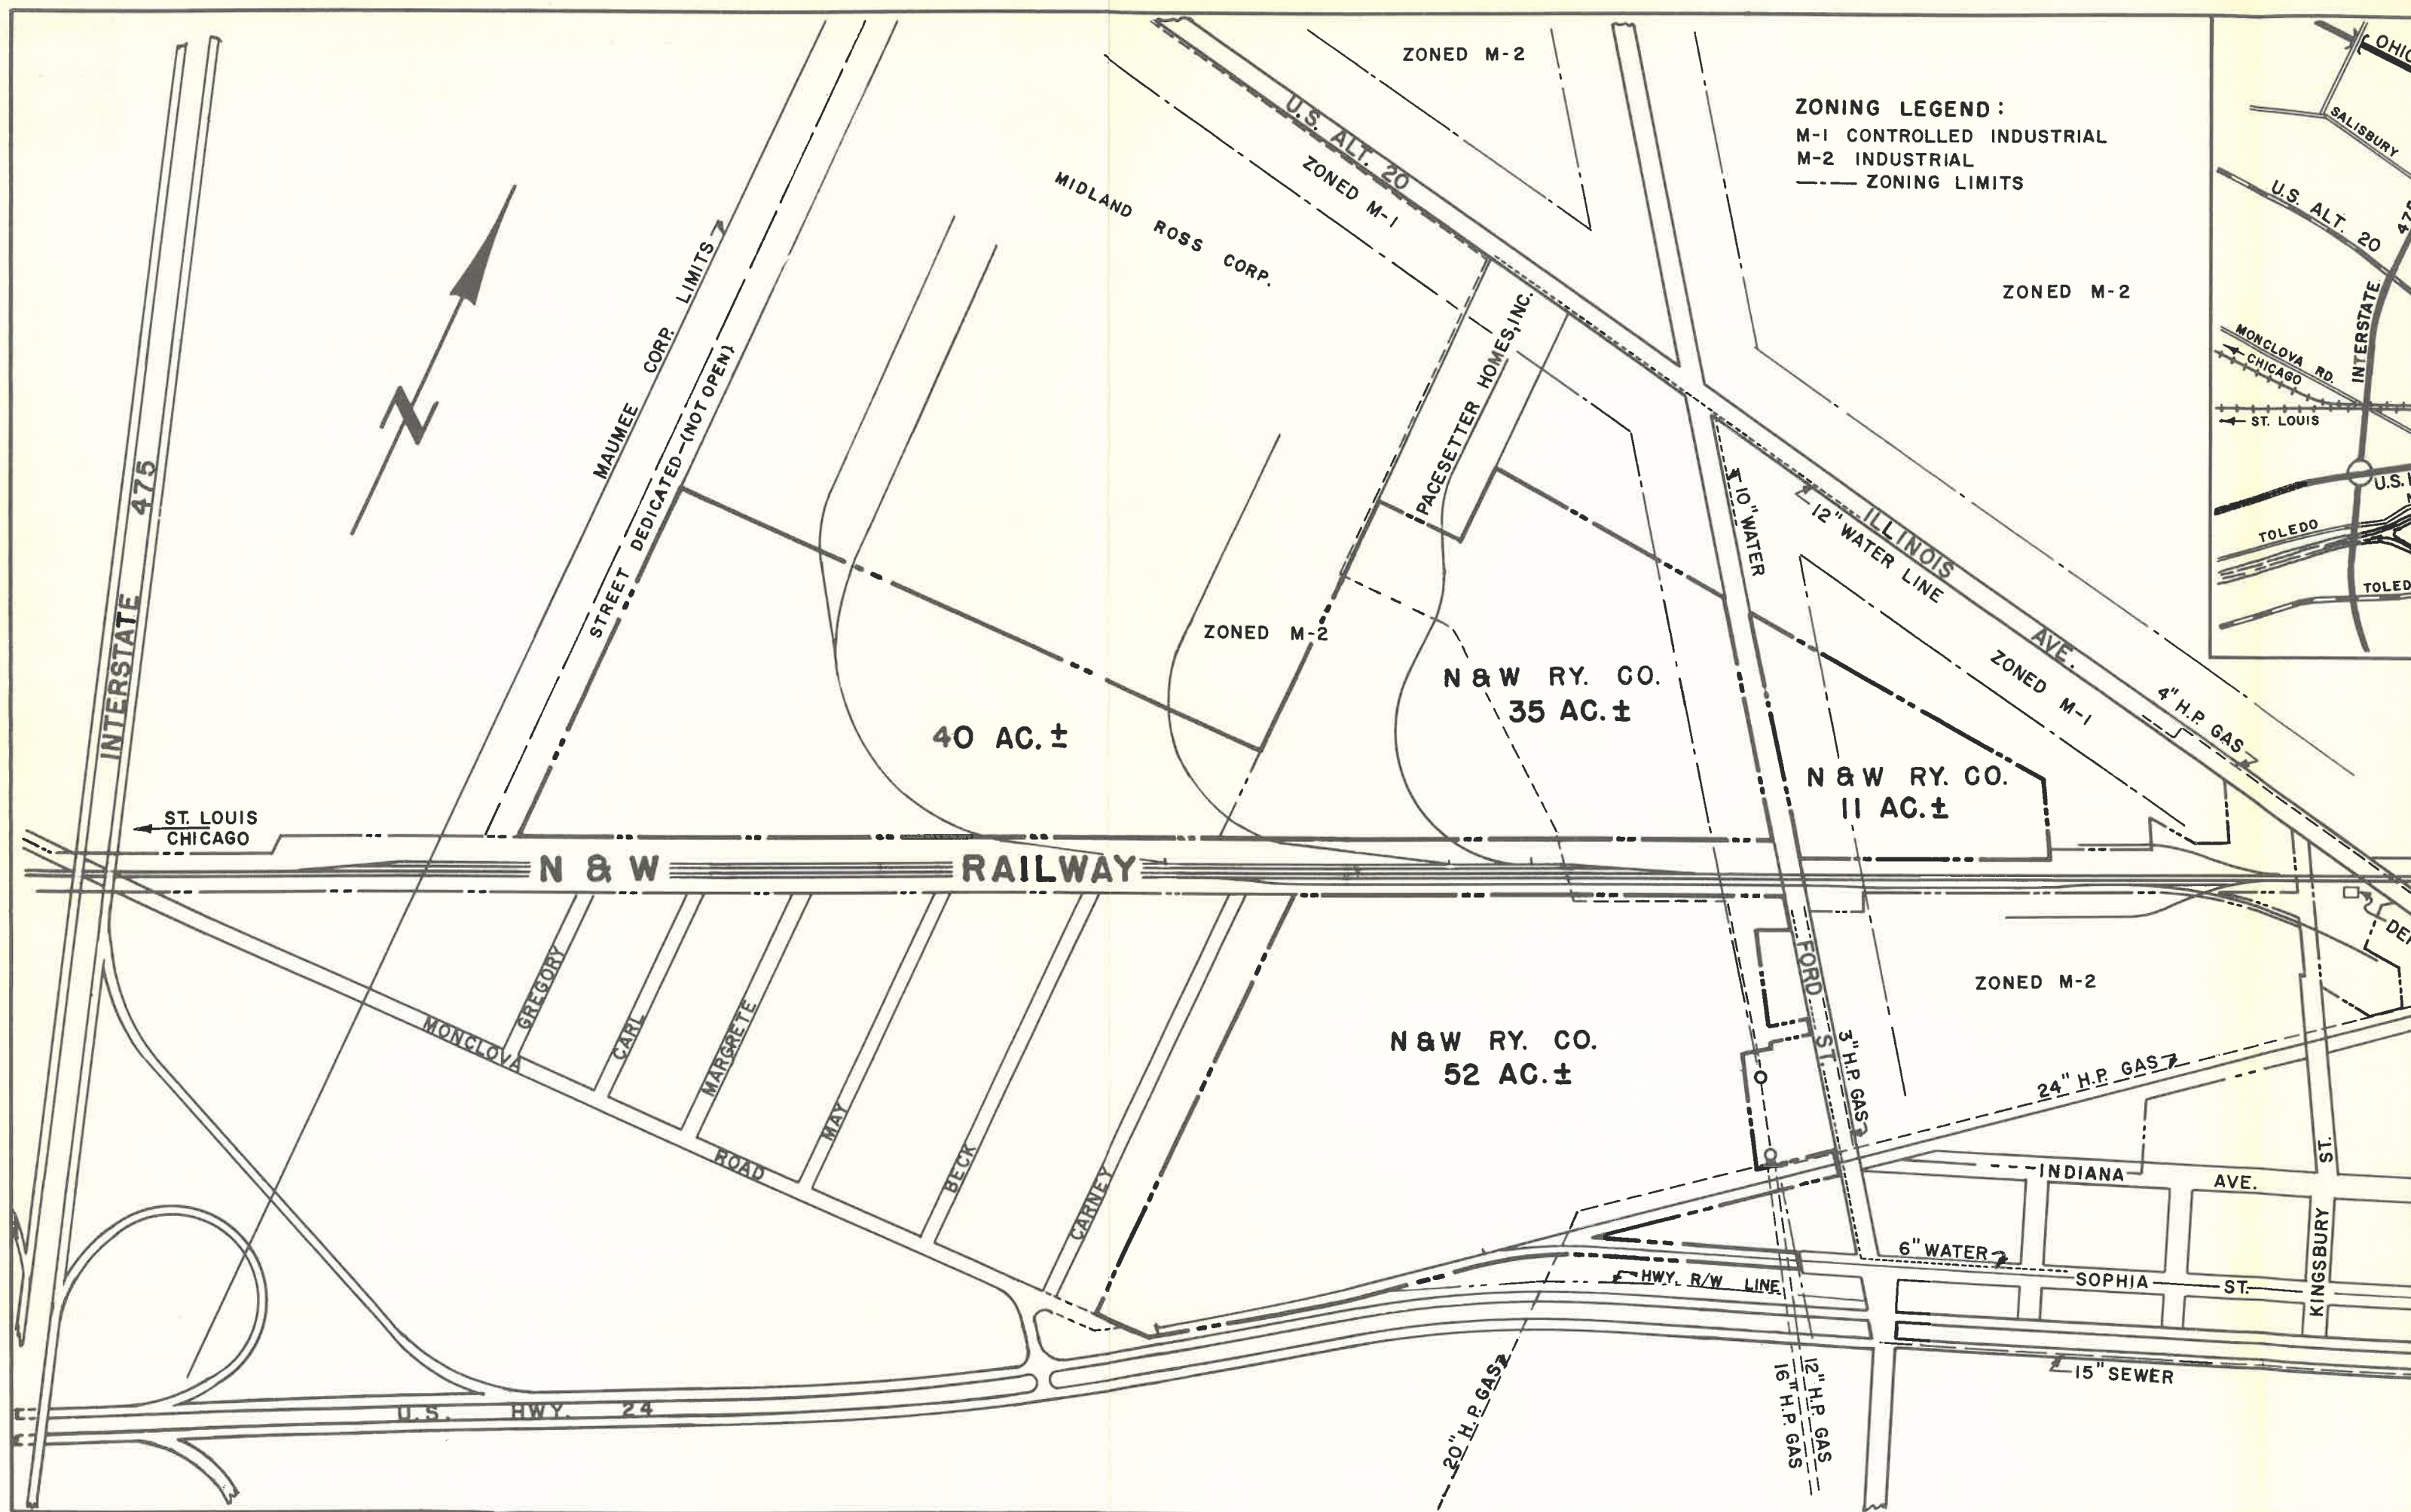 ZONED M-2
ZONING LEGEND:
M-1 CONTROLLED INDUSTRIAL
M-2 INDUSTRIAL
ZONING LIMITS
U.S. ALT. 20
ZONED M-1
MIDLAND ROSS CORP.
N
MAUMEE CORP. LIMITS
STREET DEDICATED-(NOT OPEN)
INTERSTATE 475
PACESETTER HOMES, INC.
ZONED M-2
10" WATER
12" WATER LINE
ILLINOIS AVE.
ZONED M-2
ZONED M-1
4" H.P. GAS
40 AC. ±
N & W RY. CO.
35 AC. ±
N & W RY. CO.
11 AC. ±
ST. LOUIS
CHICAGO
N & W RAILWAY
GREGORY
CARL
MARGRETE
MAY
BECK
CARNEY
MONCLOVA ROAD
N & W RY. CO.
52 AC. ±
FORD ST.
3" H.P. GAS
ZONED M-2
24" H.P. GAS
INDIANA AVE.
6" WATER
SOPHIA ST.
KINGSBURY ST.
HWY. R/W LINE
15" SEWER
20" H.P. GAS
16" H.P. GAS
12" H.P. GAS
U.S. HWY. 24
SALISBURY
U.S. ALT. 20
INTERSTATE 475
MONCLOVA RD.
CHICAGO
ST. LOUIS
U.S.
TOLEDO